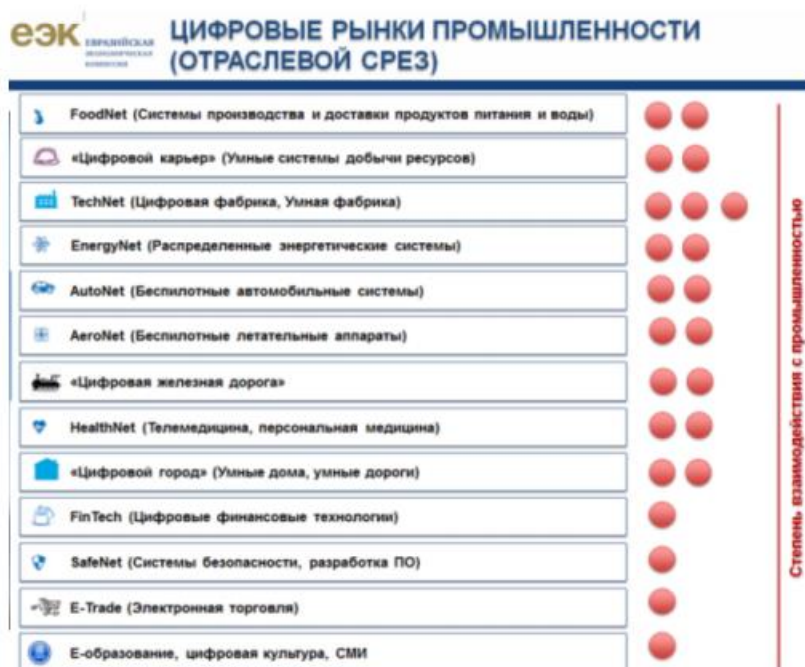 еэк
ЕВРАЗИЙСКАЯ
ЭКОНОМИЧЕСКАЯ
КОМИССИЯ
ЦИФРОВЫЕ РЫНКИ ПРОМЫШЛЕННОСТИ
(ОТРАСЛЕВОЙ СРЕЗ)
FoodNet (Системы производства и доставки продуктов питания и воды)
«Цифровой карьер» (Умные системы добычи ресурсов)
TechNet (Цифровая фабрика, Умная фабрика)
EnergyNet (Распределенные энергетические системы)
AutoNet (Беспилотные автомобильные системы)
AeroNet (Беспилотные летательные аппараты)
«Цифровая железная дорога»
HealthNet (Телемедицина, персональная медицина)
«Цифровой город» (Умные дома, умные дороги)
FinTech (Цифровые финансовые технологии)
SafeNet (Системы безопасности, разработка ПО)
E-Trade (Электронная торговля)
Е-образование, цифровая культура, СМИ
Степень взаимодействия с промышленностью